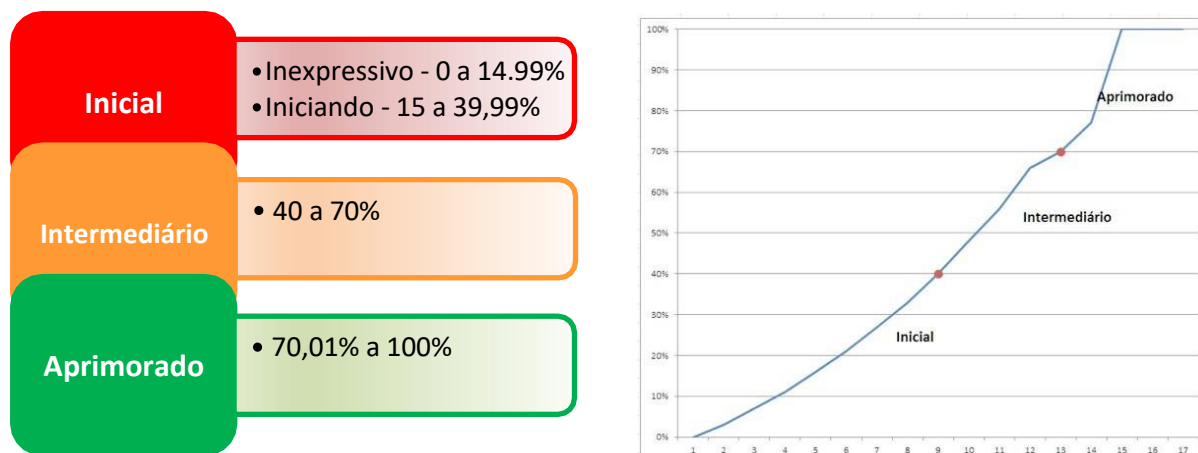 Inicial
•Inexpressivo - 0 a 14.99%
•Iniciando - 15 a 39,99%
Intermediário
• 40 a 70%
Aprimorado
• 70,01% a 100%
100%
90%
80%
70%
60%
50%
40%
30%
20%
10%
0%
Aprimorado
Intermediário
Inicial
1 2 3 4 5 6 7 8 9 10 11 12 13 14 15 16 17